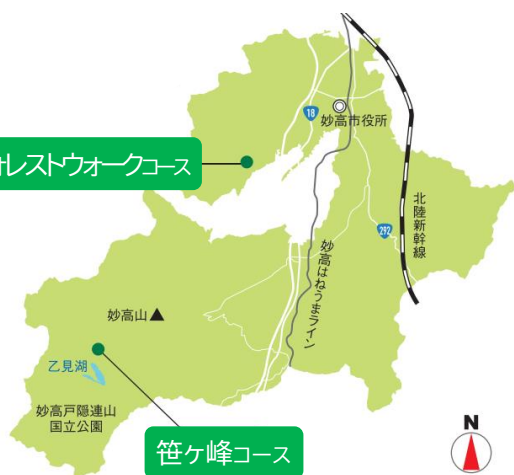 18
妙高市役所
ォレストウォークコース
北陸新幹線
292
妙高はねうまライン
妙高山
乙見湖
妙高戸隠連山
国立公園
笹ヶ峰コース
N